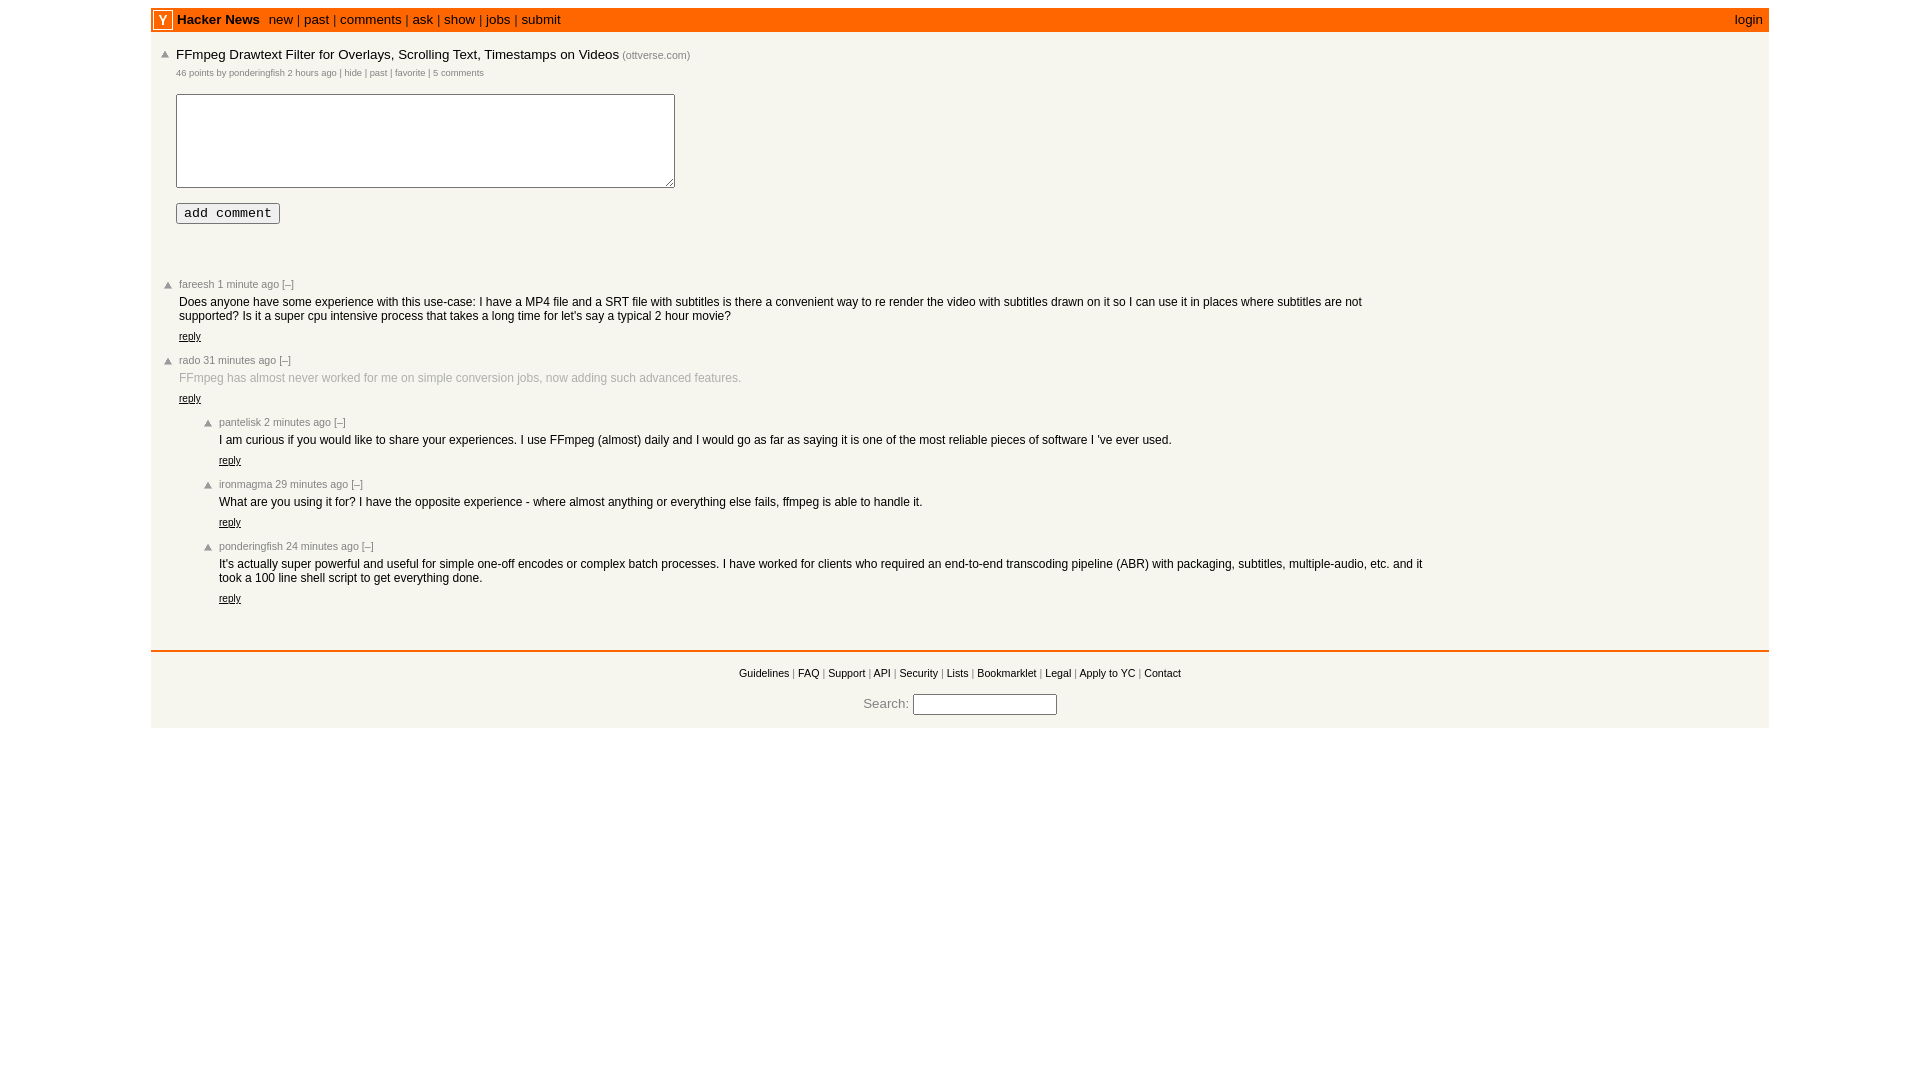 Y Hacker News new | past | comments | ask | show | jobs | submit login
FFmpeg Drawtext Filter for Overlays, Scrolling Text, Timestamps on Videos (ottverse.com)
46 points by ponderingfish 2 hours ago | hide | past | favorite | 5 comments
add comment
fareesh 1 minute ago [–]
Does anyone have some experience with this use-case: I have a MP4 file and a SRT file with subtitles is there a convenient way to re render the video with subtitles drawn on it so I can use it in places where subtitles are not
supported? Is it a super cpu intensive process that takes a long time for let's say a typical 2 hour movie?
reply
rado 31 minutes ago [–]
FFmpeg has almost never worked for me on simple conversion jobs, now adding such advanced features.
reply
pantelisk 2 minutes ago [–]
I am curious if you would like to share your experiences. I use FFmpeg (almost) daily and I would go as far as saying it is one of the most reliable pieces of software I 've ever used.
reply
ironmagma 29 minutes ago [–]
What are you using it for? I have the opposite experience - where almost anything or everything else fails, ffmpeg is able to handle it.
reply
ponderingfish 24 minutes ago [–]
It's actually super powerful and useful for simple one-off encodes or complex batch processes. I have worked for clients who required an end-to-end transcoding pipeline (ABR) with packaging, subtitles, multiple-audio, etc. and it
took a 100 line shell script to get everything done.
reply
Guidelines | FAQ | Support | API | Security | Lists | Bookmarklet | Legal | Apply to YC | Contact
Search: